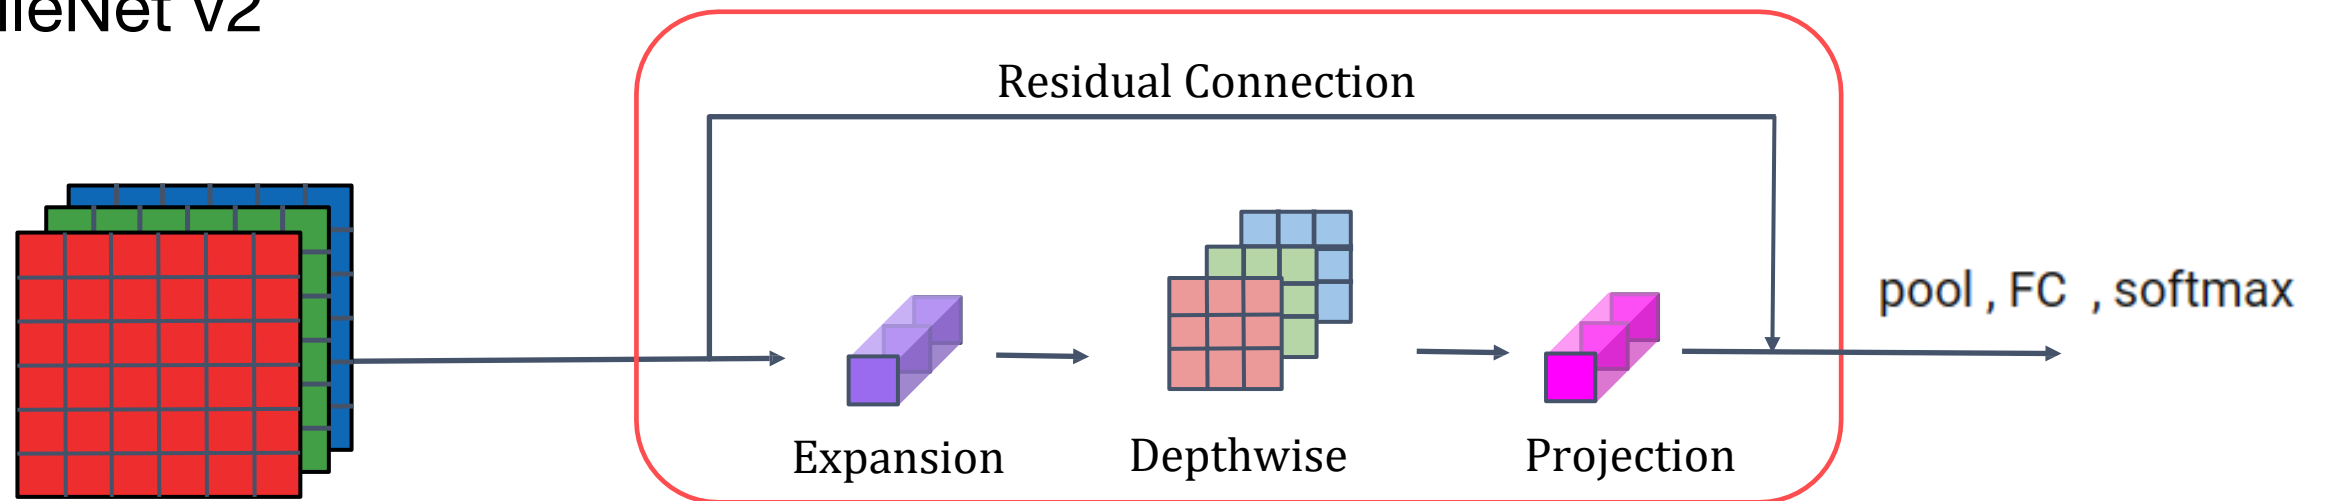 ileNet v2
Residual Connection
pool , FC , softmax
Expansion
Depthwise
Projection